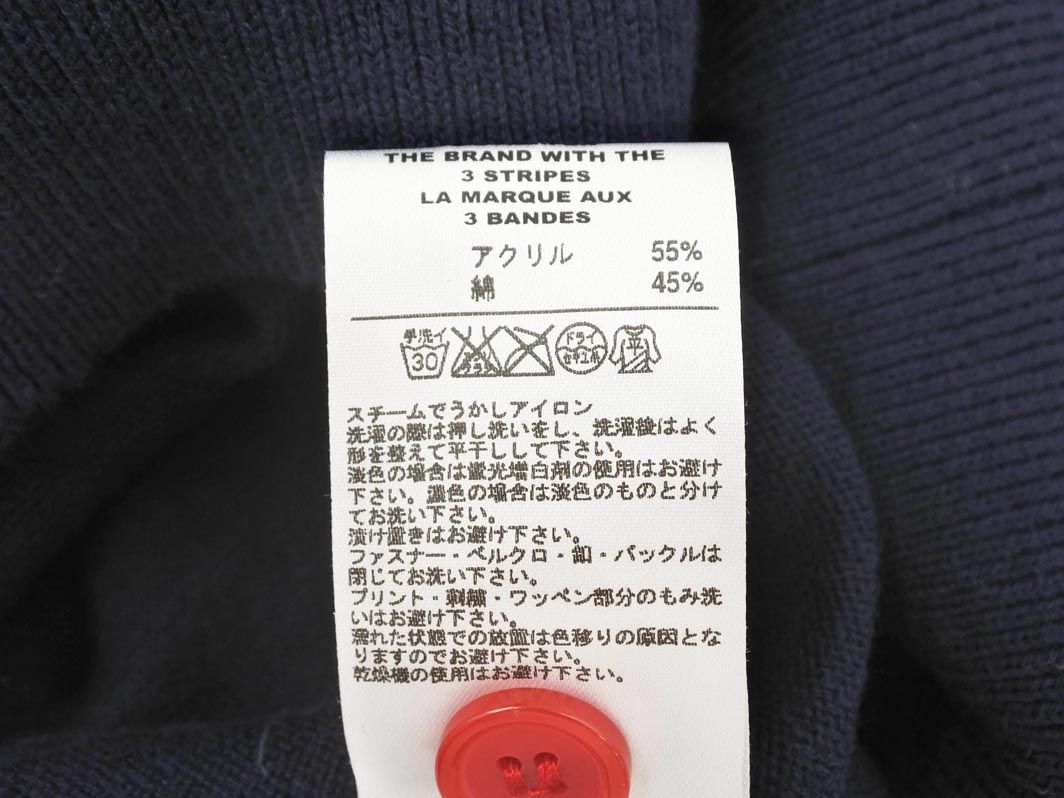 THE BRAND WITH THE
3 STRIPES
LA MARQUE AUX
3 BANDES
アクリル 55%
綿 45%
手洗イ
30
ドライ
セキユ系
平
スチームでうかしアイロン
洗濯の際は押し洗いをし、洗濯後はよく
形を整えて平干しして下さい。
淡色の場合は蛍光増白剤の使用はお避け
下さい。濃色の場合は淡色のものと分け
てお洗い下さい。
漬け置きはお避け下さい。
ファスナー・ベルクロ・釦・バックルは
閉じてお洗い下さい。
プリント・刺繍・ワッペン部分のもみ洗
いはお避け下さい。
濡れた状態での放置は色移りの原因とな
りますのでお避け下さい。
乾燥機の使用はお避け下さい。